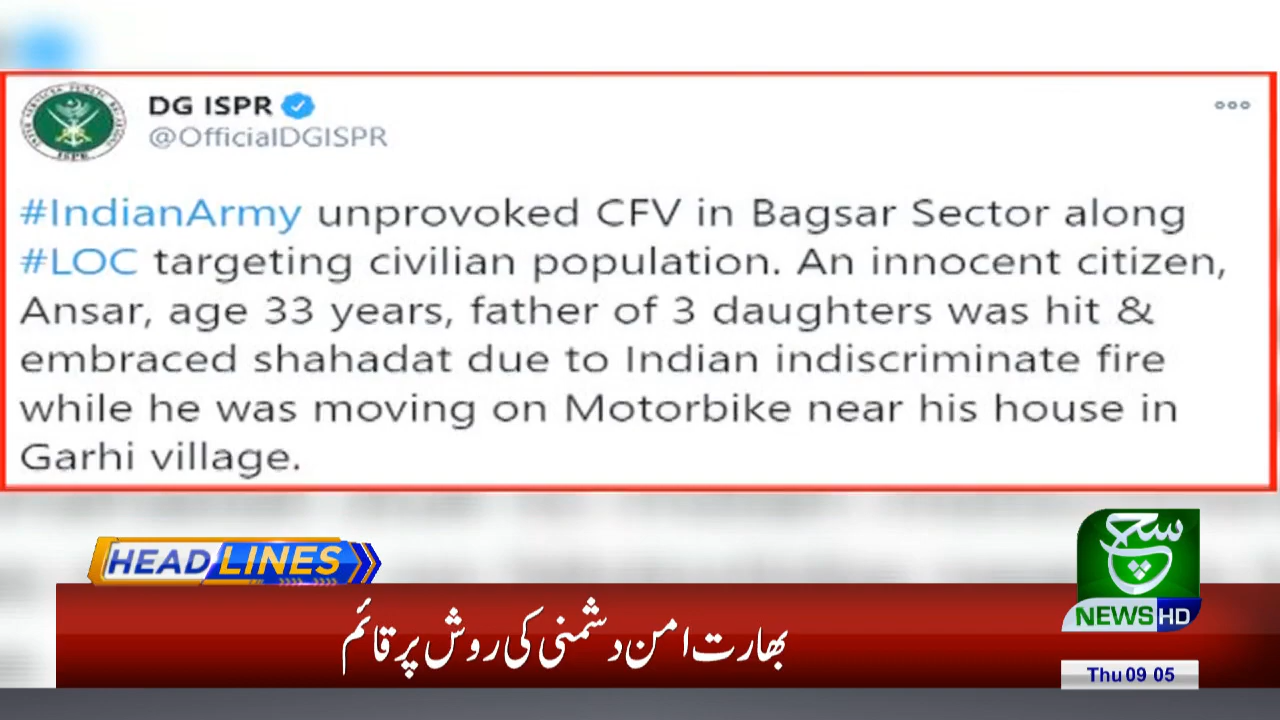 DG ISPR
@OfficialDGISPR
#IndianArmy unprovoked CFV in Bagsar Sector along
#LOC targeting civilian population. An innocent citizen,
Ansar, age 33 years, father of 3 daughters was hit &
embraced shahadat due to Indian indiscriminate fire
while he was moving on Motorbike near his house in
Garhi village.
HEADLINES
سچ
NEWS HD
بھارت امن دشمنی کی روش پر قائم
Thu 09 05